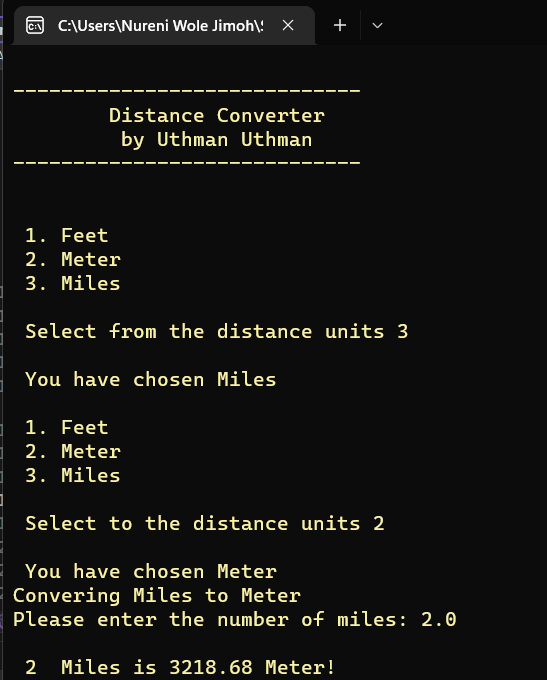 C:\Users\Nureni Wole Jimoh\S
-----------------------------
Distance Converter
by Uthman Uthman
-----------------------------
1. Feet
2. Meter
3. Miles
Select from the distance units 3
You have chosen Miles
1. Feet
2. Meter
3. Miles
Select to the distance units 2
You have chosen Meter
Convering Miles to Meter
Please enter the number of miles: 2.0
2  Miles is 3218.68 Meter!